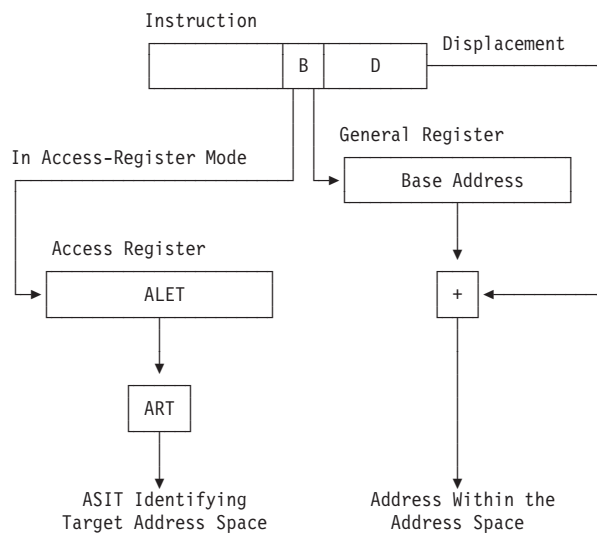 Instruction
Displacement
B
D
General Register
In Access-Register Mode
Base Address
Access Register
ALET
+
ART
ASIT Identifying
Target Address Space
Address Within the
Address Space